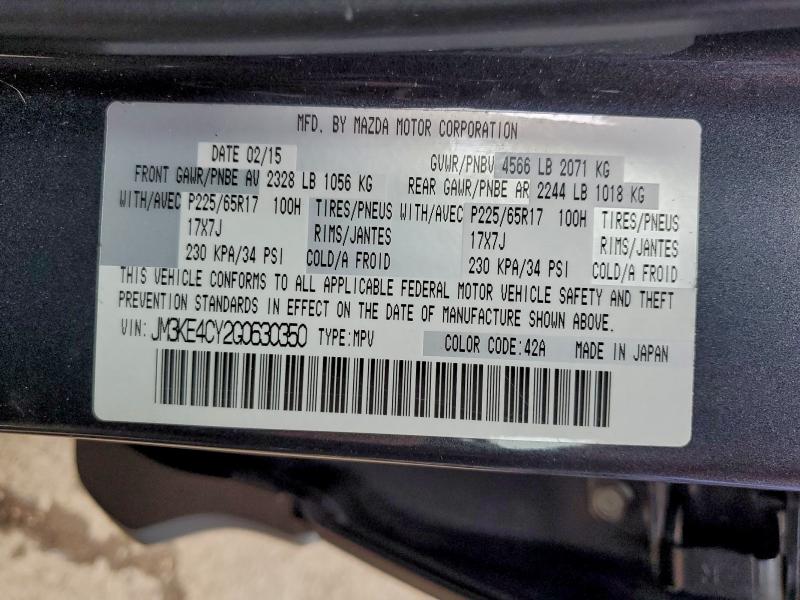 MFD. BY MAZDA MOTOR CORPORATION
DATE 02/15 GVWR/PNBV 4566 LB 2071 KG
FRONT GAWR/PNBE AV 2328 LB 1056 KG REAR GAWR/PNBE AR 2244 LB 1018 KG
WITH/AVEC P225/65R17 100H TIRES/PNEUS WITH/AVEC P225/65R17 100H TIRES/PNEUS
17X7J RIMS/JANTES 17X7J RIMS/JANTES
230 KPA/34 PSI COLD/A FROID 230 KPA/34 PSI COLD/A FROID
THIS VEHICLE CONFORMS TO ALL APPLICABLE FEDERAL MOTOR VEHICLE SAFETY AND THEFT
PREVENTION STANDARDS IN EFFECT ON THE DATE OF MANUFACTURE SHOWN ABOVE.
VIN: JM3KE4CY2G0630350 TYPE:MPV COLOR CODE:42A MADE IN JAPAN